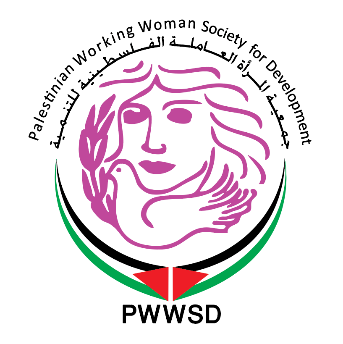 Palestinian Working Woman Society for Development
جمعية المرأة العاملة الفلسطينية للتنمية
PWWSD